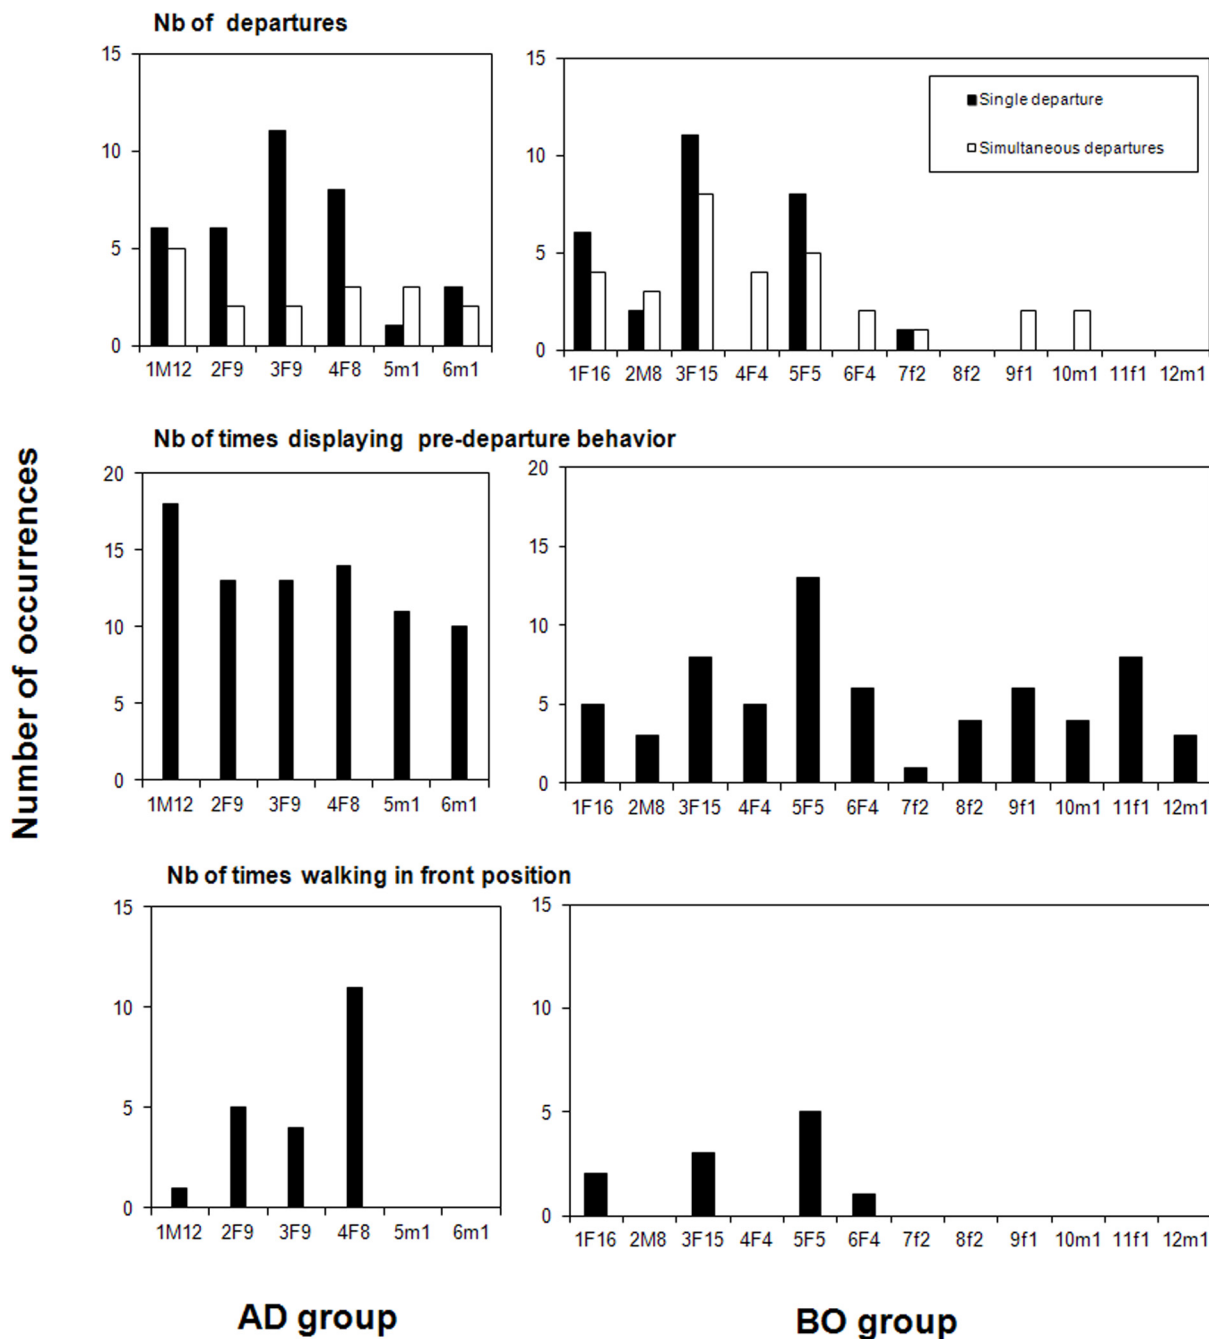 Nb of departures
15
10
5
0
1M12 2F9 3F9 4F8 5m1 6m1
15
10
5
0
Single departure
Simultaneous departures
1F16 2M8 3F15 4F4 5F5 6F4 7f2 8f2 9f1 10m1 11f1 12m1
Number of occurrences
Nb of times displaying pre-departure behavior
20
15
10
5
0
1M12 2F9 3F9 4F8 5m1 6m1
20
15
10
5
0
1F16 2M8 3F15 4F4 5F5 6F4 7f2 8f2 9f1 10m1 11f1 12m1
Nb of times walking in front position
15
10
5
0
1M12 2F9 3F9 4F8 5m1 6m1
15
10
5
0
1F16 2M8 3F15 4F4 5F5 6F4 7f2 8f2 9f1 10m1 11f1 12m1
AD group
BO group